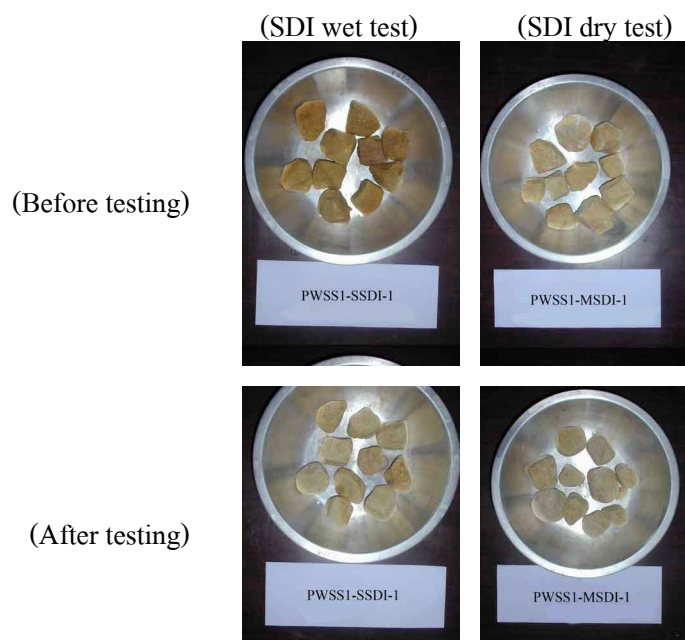 (SDI wet test) (SDI dry test)
(Before testing)
PWSS1-SSDI-1
PWSS1-MSDI-1
(After testing)
PWSS1-SSDI-1
PWSS1-MSDI-1